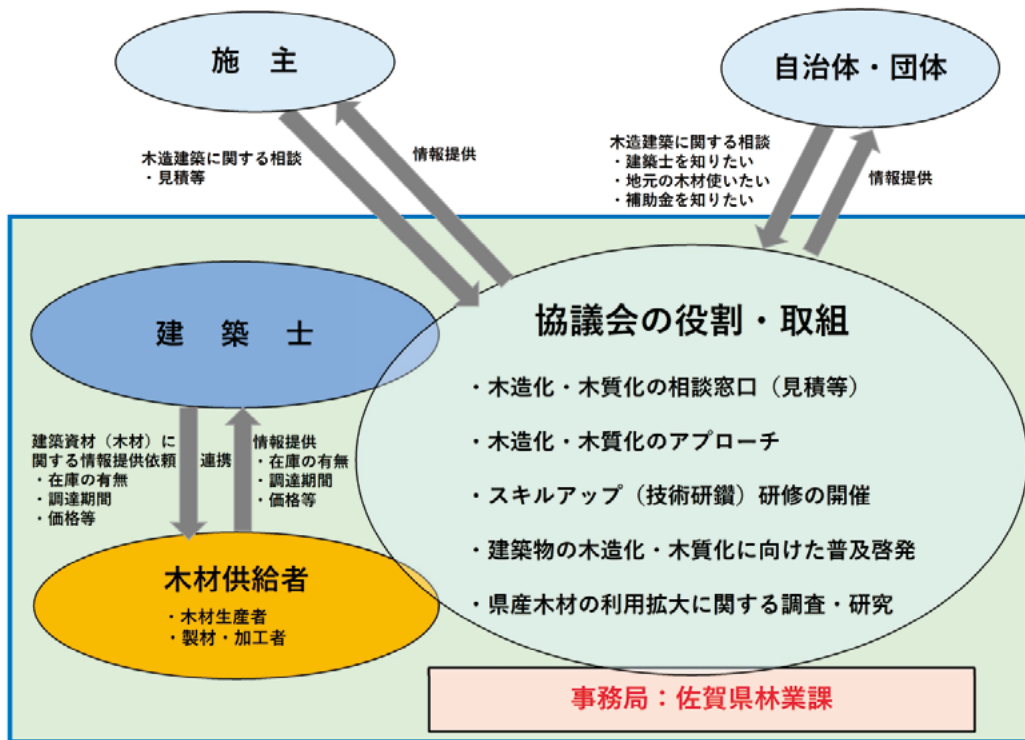 施　主
自治体・団体
木造建築に関する相談
・見積等
情報提供
木造建築に関する相談
・建築士を知りたい
・地元の木材使いたい
・補助金を知りたい
情報提供
建　築　士
建築資材（木材）に
関する情報提供依頼
・在庫の有無
・調達期間
・価格等
連携
情報提供
・在庫の有無
・調達期間
・価格等
木材供給者
・木材生産者
・製材・加工者
協議会の役割・取組
・木造化・木質化の相談窓口（見積等）
・木造化・木質化のアプローチ
・スキルアップ（技術研鑽）研修の開催
・建築物の木造化・木質化に向けた普及啓発
・県産木材の利用拡大に関する調査・研究
事務局：佐賀県林業課